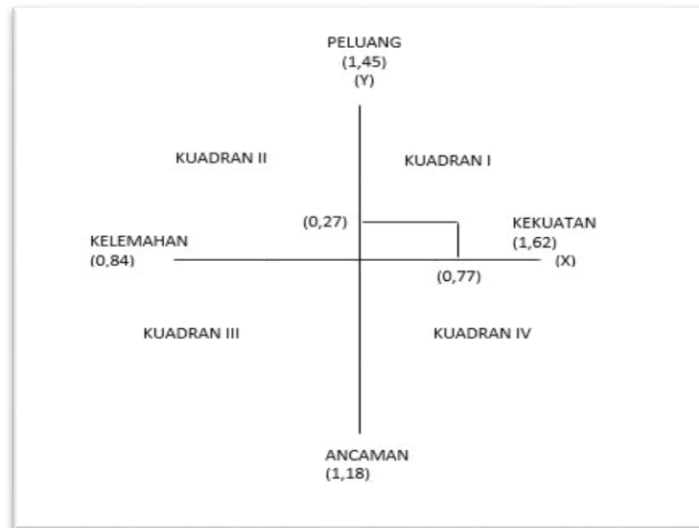 PELUANG
(1,45)
(Y)
KUADRAN II
KUADRAN I
(0,27)
KEKUATAN
(1,62)
(X)
KELEMAHAN
(0,84)
(0,77)
KUADRAN III
KUADRAN IV
ANCAMAN
(1,18)